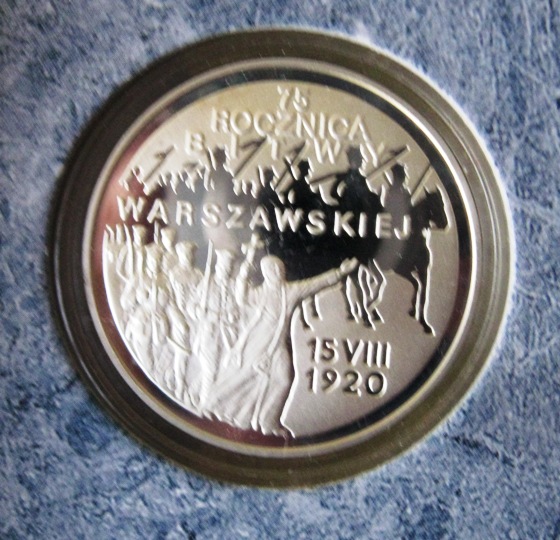 75
ROCZNICA
BITWY
WARSZAWSKIEJ
15 VIII
1920